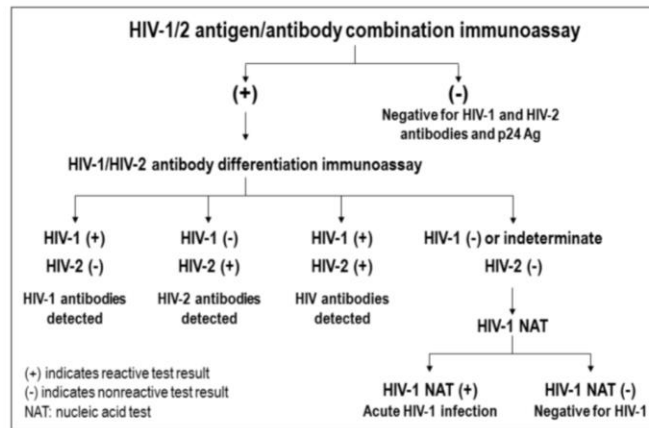 HIV-1/2 antigen/antibody combination immunoassay
(+)
(-)
Negative for HIV-1 and HIV-2
antibodies and p24 Ag
HIV-1/HIV-2 antibody differentiation immunoassay
HIV-1 (+)
HIV-2 (-)
HIV-1 antibodies
detected
HIV-1 (-)
HIV-2 (+)
HIV-2 antibodies
detected
HIV-1 (+)
HIV-2 (+)
HIV antibodies
detected
HIV-1 (-) or indeterminate
HIV-2 (-)
HIV-1 NAT
HIV-1 NAT (+)
Acute HIV-1 infection
HIV-1 NAT (-)
Negative for HIV-1
(+) indicates reactive test result
(-) indicates nonreactive test result
NAT: nucleic acid test